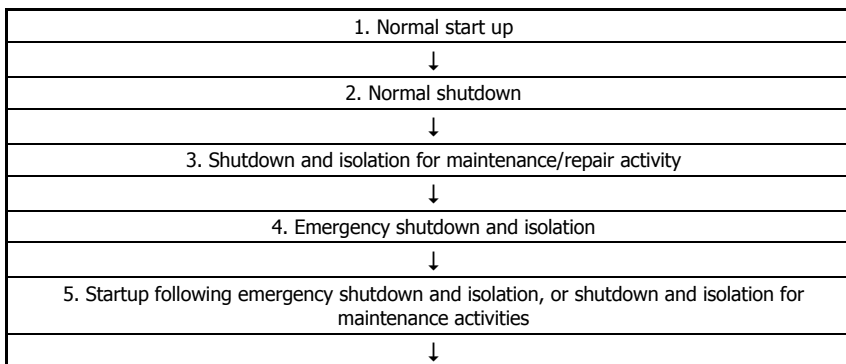 1. Normal start up
↓
2. Normal shutdown
↓
3. Shutdown and isolation for maintenance/repair activity
↓
4. Emergency shutdown and isolation
↓
5. Startup following emergency shutdown and isolation, or shutdown and isolation for
maintenance activities
↓